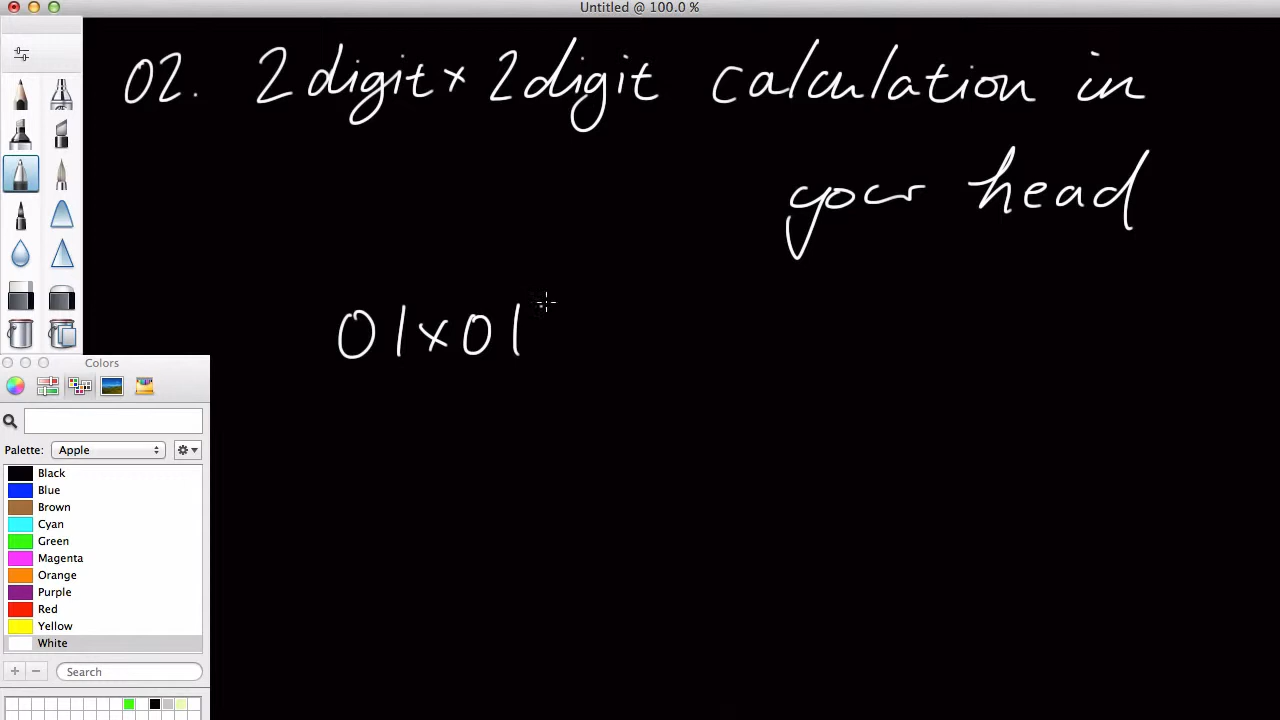 Untitled @ 100.0 %
02. 2digit × 2digit calculation in
your head
01×01
Colors
Palette: Apple
Black
Blue
Brown
Cyan
Green
Magenta
Orange
Purple
Red
Yellow
White
Search